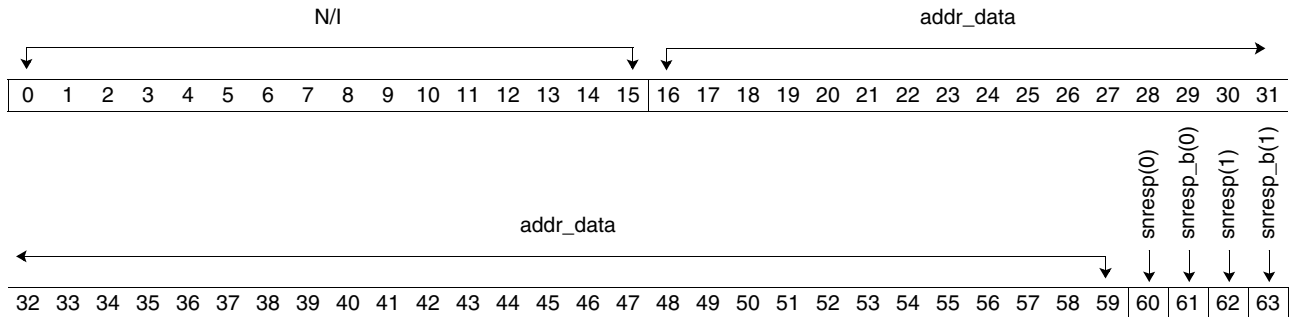 N/I addr_data
0 1 2 3 4 5 6 7 8 9 10 11 12 13 14 15 16 17 18 19 20 21 22 23 24 25 26 27 28 29 30 31
addr_data snresp(0) snresp_b(0) snresp(1) snresp_b(1)
32 33 34 35 36 37 38 39 40 41 42 43 44 45 46 47 48 49 50 51 52 53 54 55 56 57 58 59 60 61 62 63